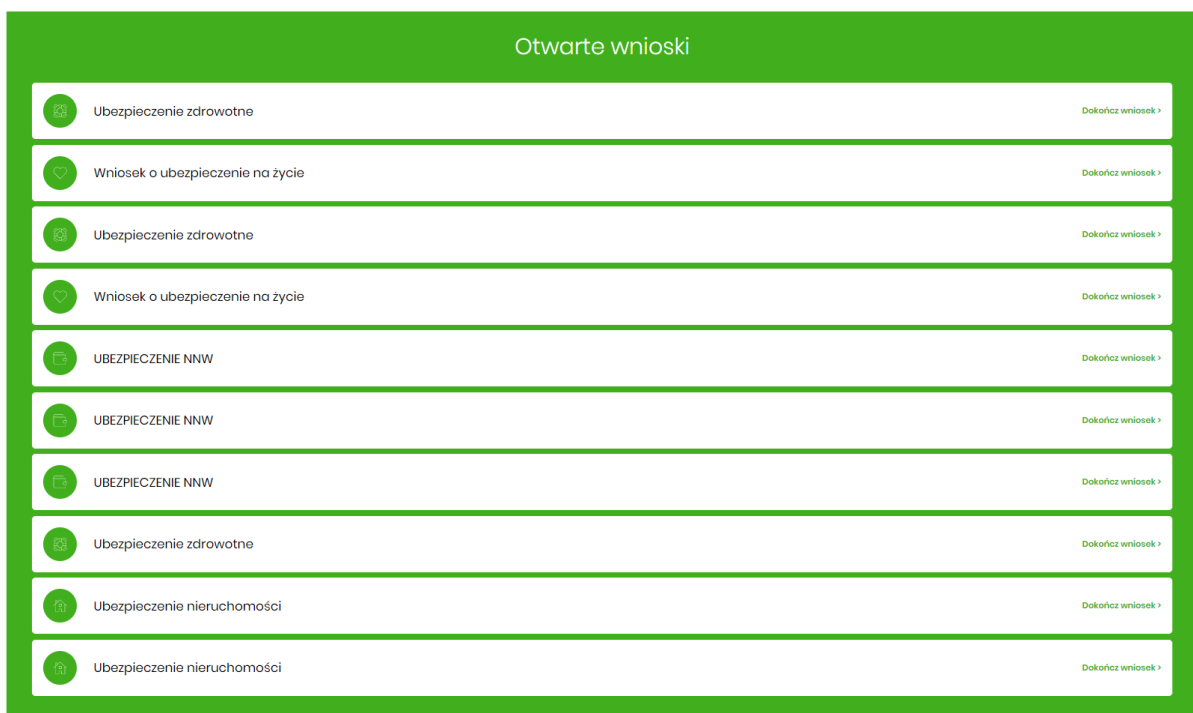 Otwarte wnioski
Ubezpieczenie zdrowotne Dokończ wniosek >
Wniosek o ubezpieczenie na życie Dokończ wniosek >
Ubezpieczenie zdrowotne Dokończ wniosek >
Wniosek o ubezpieczenie na życie Dokończ wniosek >
UBEZPIECZENIE NNW Dokończ wniosek >
UBEZPIECZENIE NNW Dokończ wniosek >
UBEZPIECZENIE NNW Dokończ wniosek >
Ubezpieczenie zdrowotne Dokończ wniosek >
Ubezpieczenie nieruchomości Dokończ wniosek >
Ubezpieczenie nieruchomości Dokończ wniosek >